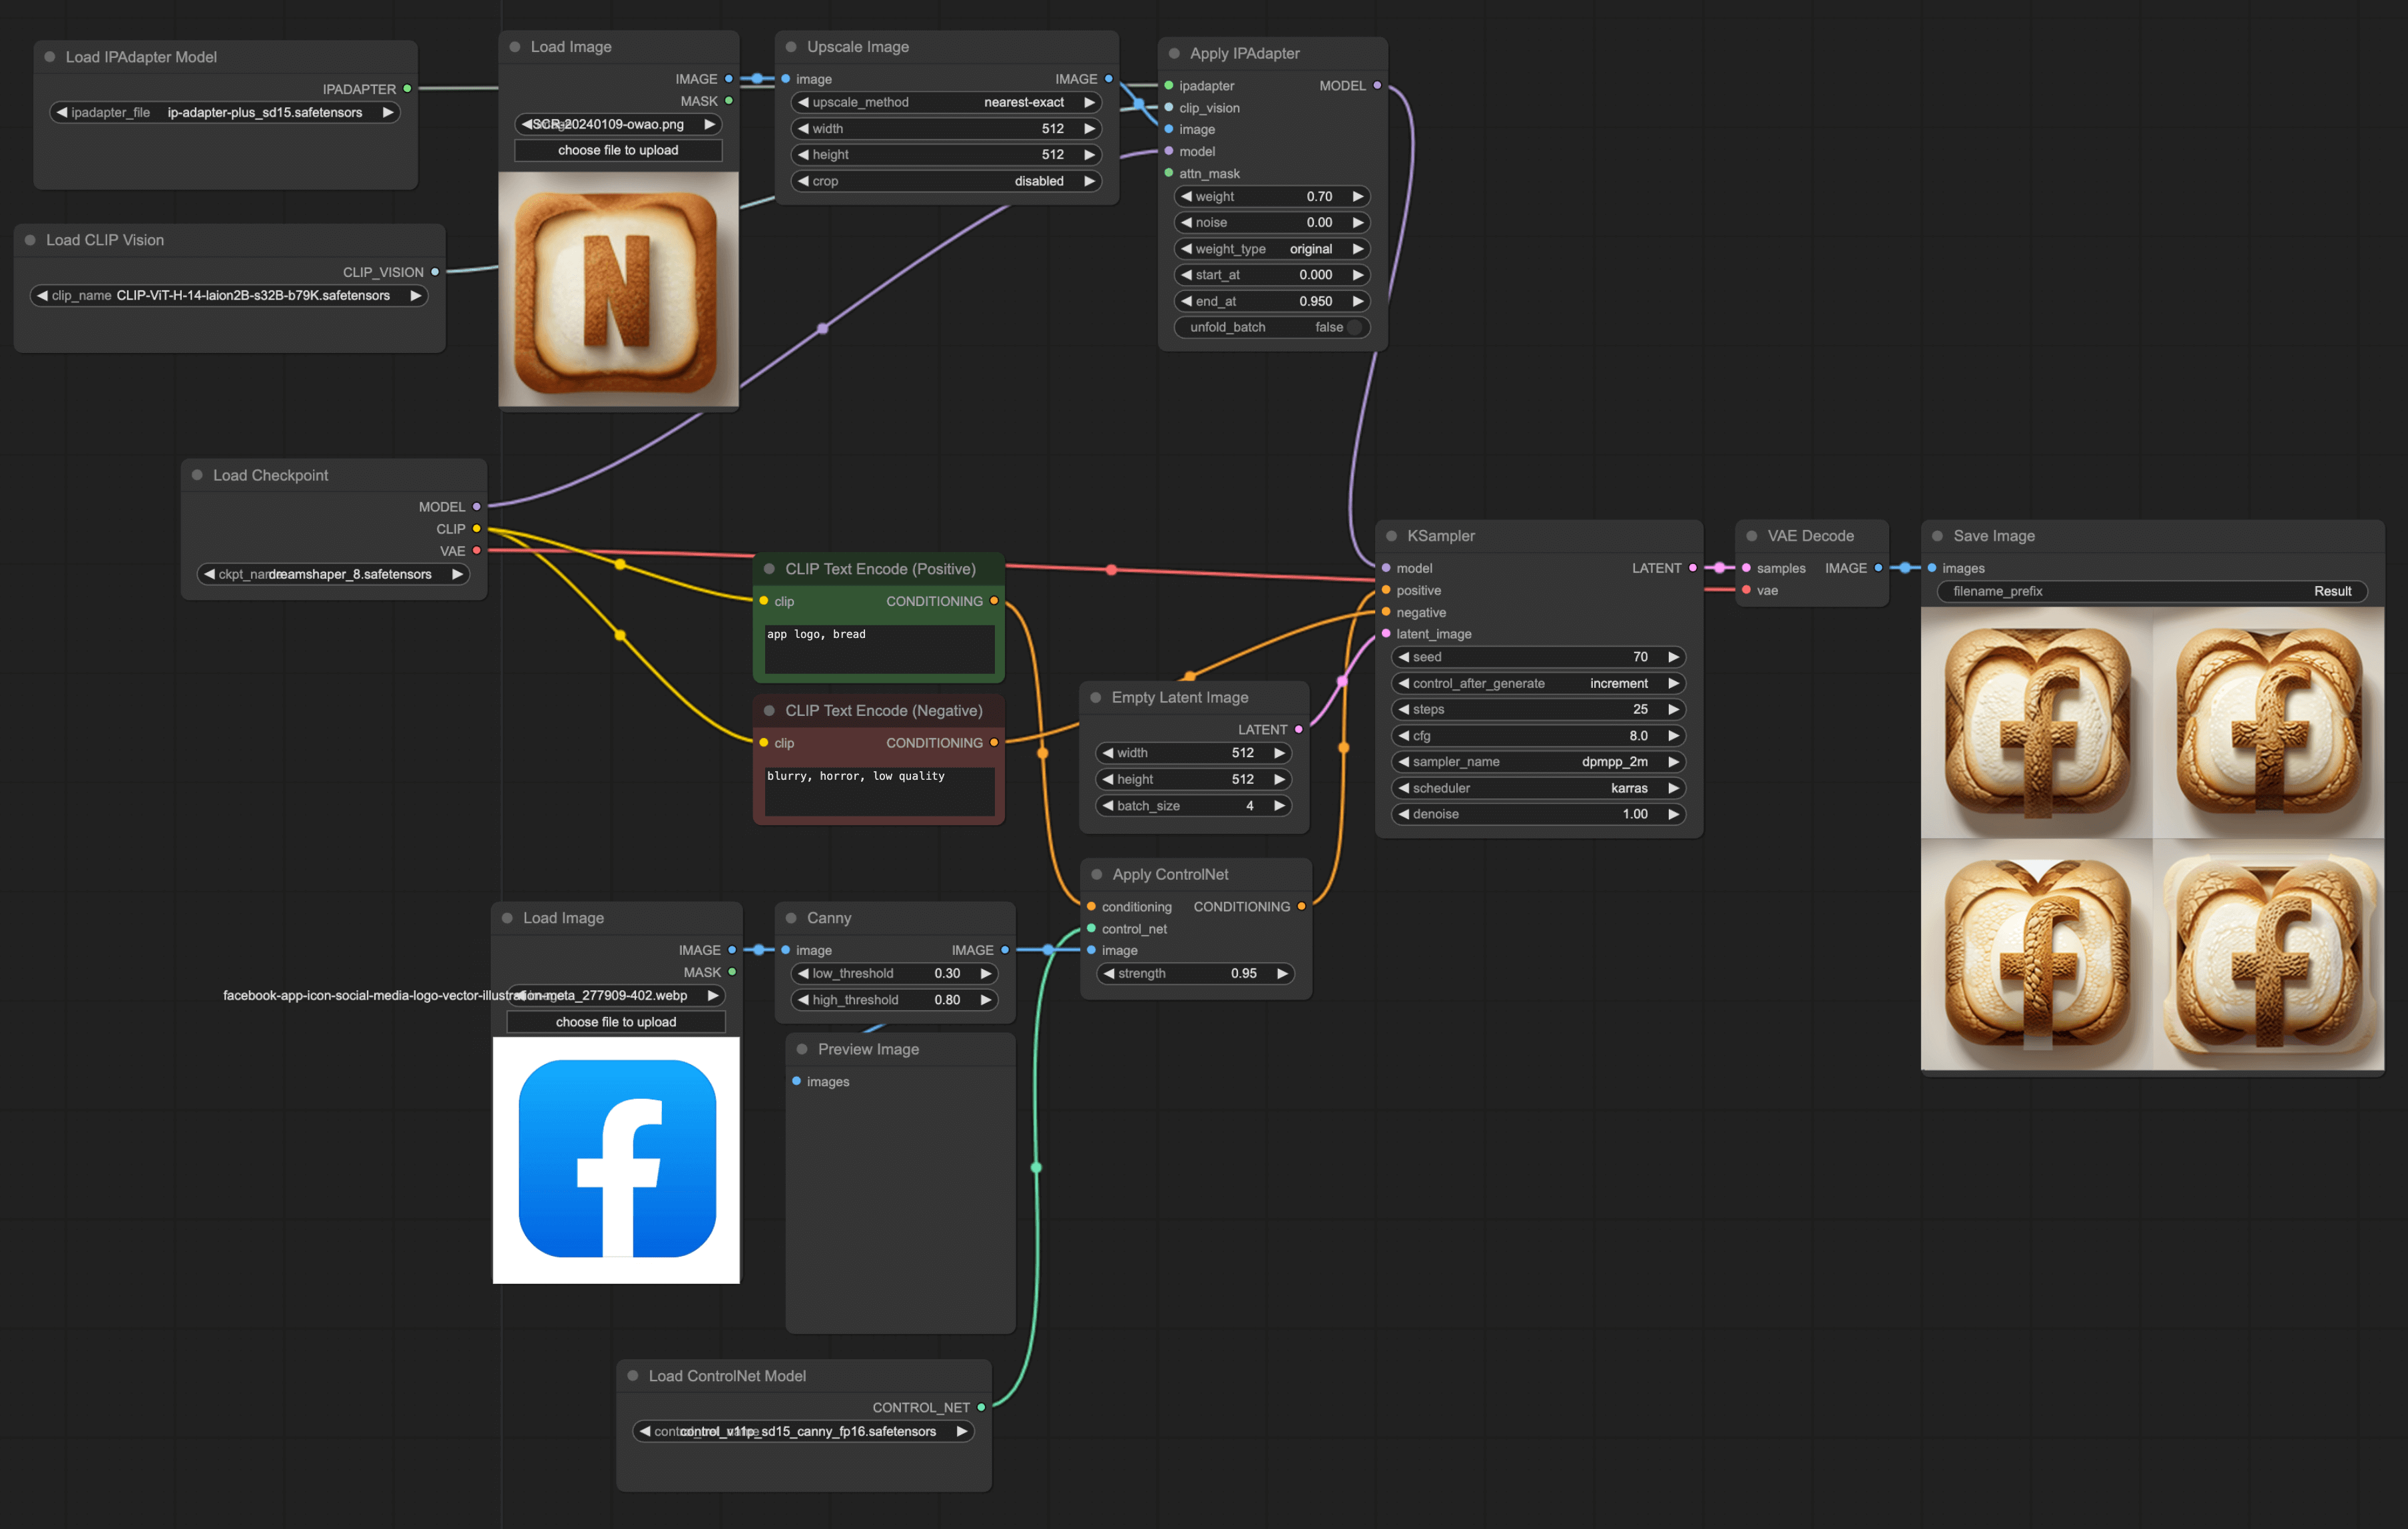 Load IPAdapter Model
IPADAPTER
ipadapter_file ip-adapter-plus_sd15.safetensors
Load CLIP Vision
CLIP_VISION
clip_name CLIP-ViT-H-14-laion2B-s32B-b79K.safetensors
Load Image
IMAGE
MASK
SCR-20240109-owao.png
choose file to upload
N
Upscale Image
image IMAGE
upscale_method nearest-exact
width 512
height 512
crop disabled
Apply IPAdapter
ipadapter MODEL
clip_vision
image
model
attn_mask
weight 0.70
noise 0.00
weight_type original
start_at 0.000
end_at 0.950
unfold_batch false
Load Checkpoint
MODEL
CLIP
VAE
dreamshaper_8.safetensors
CLIP Text Encode (Positive)
clip CONDITIONING
app logo, bread
CLIP Text Encode (Negative)
clip CONDITIONING
blurry, horror, low quality
Empty Latent Image
LATENT
width 512
height 512
batch_size 4
KSampler
model LATENT
positive
negative
latent_image
seed 70
control_after_generate increment
steps 25
cfg 8.0
sampler_name dpmpp_2m
scheduler karras
denoise 1.00
VAE Decode
samples IMAGE
vae
Save Image
images
filename_prefix Result
f f
f f
Load Image
IMAGE
MASK
facebook-app-icon-social-media-logo-vector-illustration-meta_277909-402.webp
choose file to upload
f
Canny
image IMAGE
low_threshold 0.30
high_threshold 0.80
Preview Image
images
Apply ControlNet
conditioning CONDITIONING
control_net
image
strength 0.95
Load ControlNet Model
CONTROL_NET
control_v11p_sd15_canny_fp16.safetensors